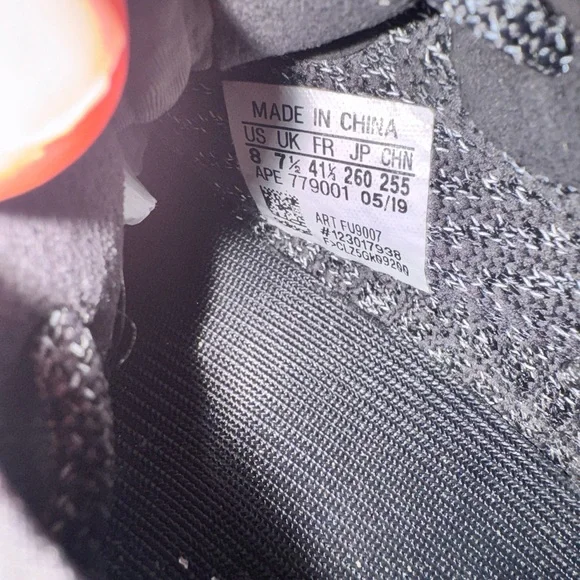 MADE IN CHINA
US UK FR JP CHN
8 7½ 41⅓ 260 255
APE 779001 05/19
ART FU9007
#123017938